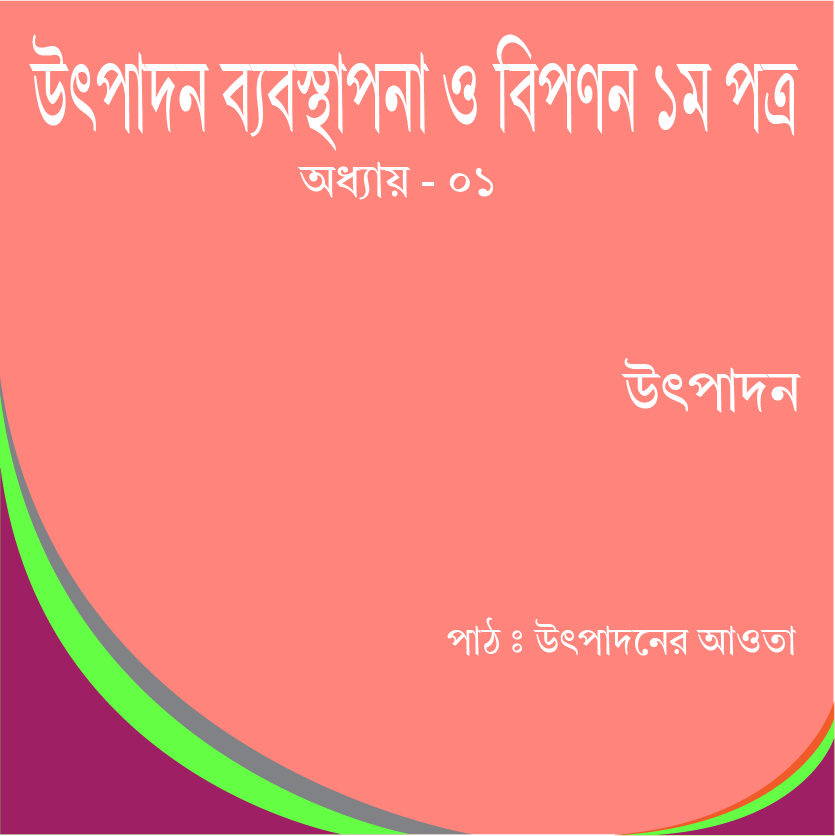 উৎপাদন ব্যবস্থাপনা ও বিপণন ১ম পত্র
অধ্যায় - ০১
উৎপাদন
পাঠ ঃ উৎপাদনের আওতা